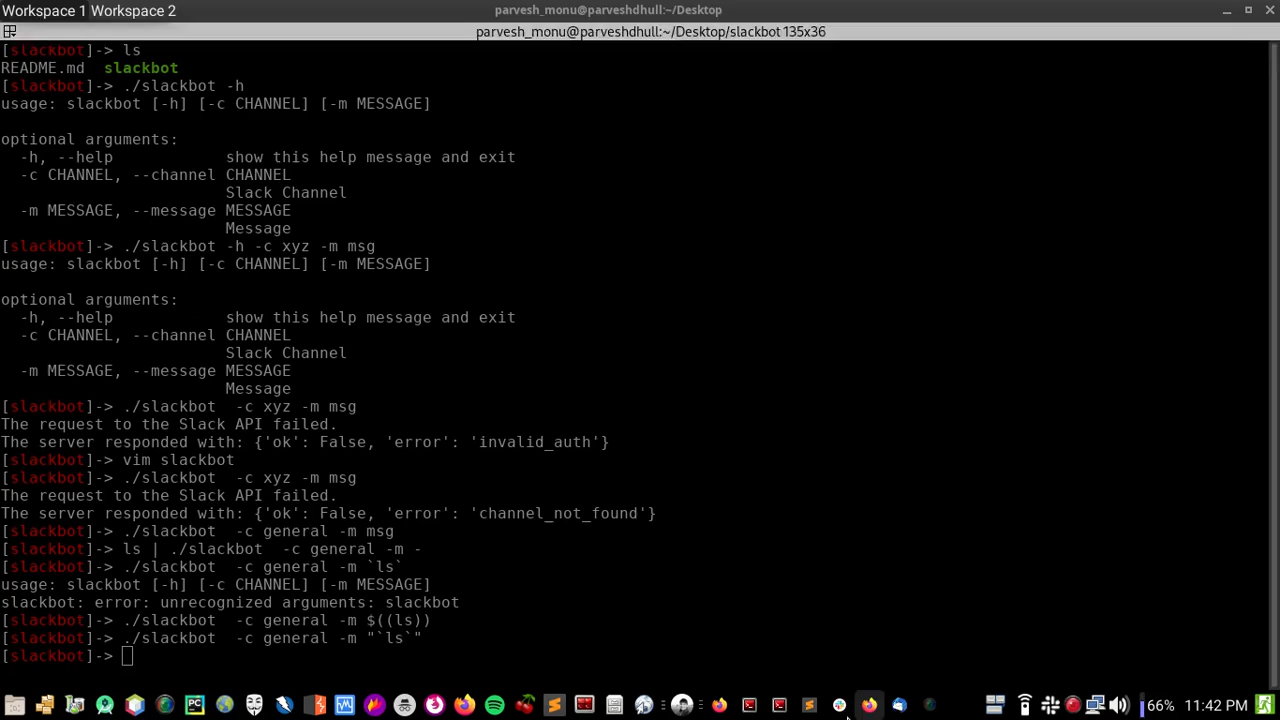 Workspace 1 Workspace 2
parvesh_monu@parveshdhull:~/Desktop
parvesh_monu@parveshdhull:~/Desktop/slackbot 135x36
[slackbot]-> ls
README.md  slackbot
[slackbot]-> ./slackbot -h
usage: slackbot [-h] [-c CHANNEL] [-m MESSAGE]
optional arguments:
  -h, --help            show this help message and exit
  -c CHANNEL, --channel CHANNEL
                        Slack Channel
  -m MESSAGE, --message MESSAGE
                        Message
[slackbot]-> ./slackbot -h -c xyz -m msg
usage: slackbot [-h] [-c CHANNEL] [-m MESSAGE]
optional arguments:
  -h, --help            show this help message and exit
  -c CHANNEL, --channel CHANNEL
                        Slack Channel
  -m MESSAGE, --message MESSAGE
                        Message
[slackbot]-> ./slackbot  -c xyz -m msg
The request to the Slack API failed.
The server responded with: {'ok': False, 'error': 'invalid_auth'}
[slackbot]-> vim slackbot
[slackbot]-> ./slackbot  -c xyz -m msg
The request to the Slack API failed.
The server responded with: {'ok': False, 'error': 'channel_not_found'}
[slackbot]-> ./slackbot  -c general -m msg
[slackbot]-> ls | ./slackbot  -c general -m -
[slackbot]-> ./slackbot  -c general -m `ls`
usage: slackbot [-h] [-c CHANNEL] [-m MESSAGE]
slackbot: error: unrecognized arguments: slackbot
[slackbot]-> ./slackbot  -c general -m $((ls))
[slackbot]-> ./slackbot  -c general -m "`ls`"
[slackbot]->
66% 11:42 PM